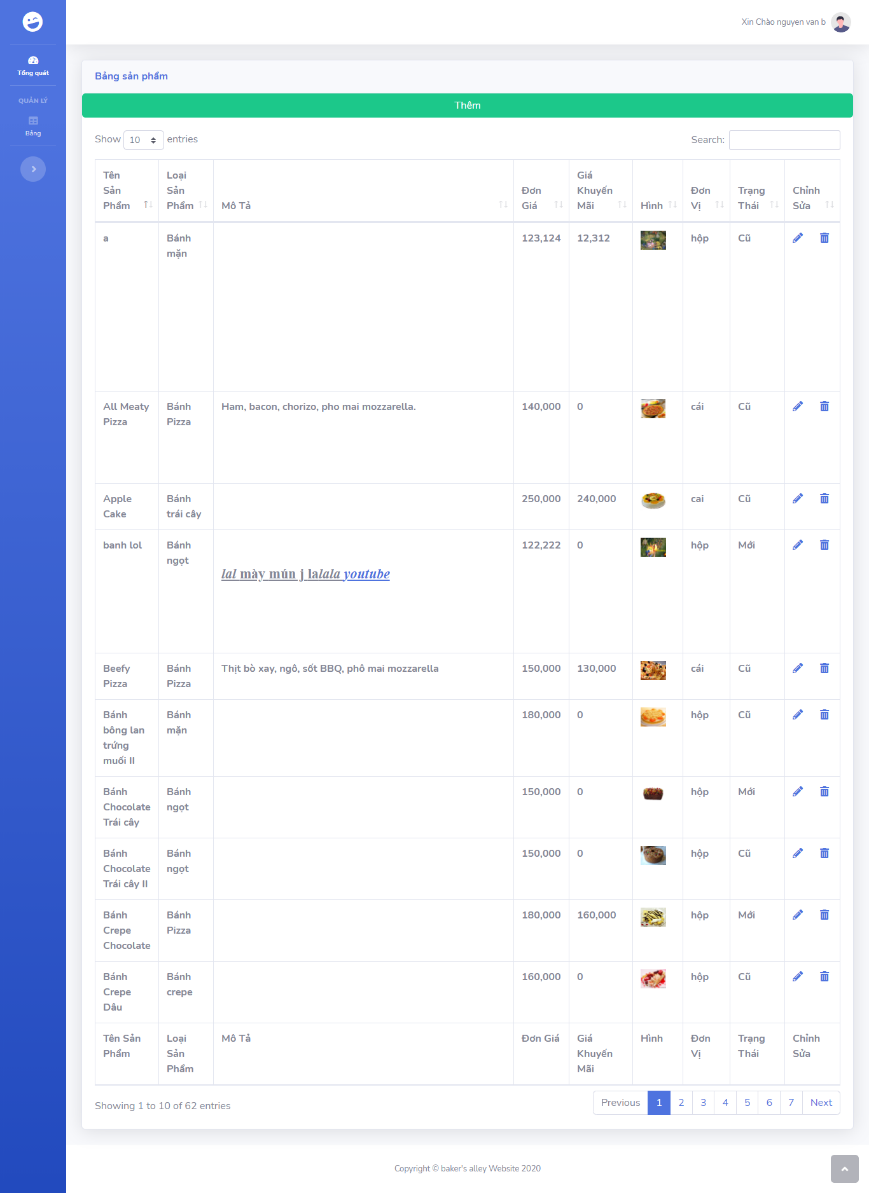 Xin Chào nguyen van b
Tổng quát
QUẢN LÝ
Bảng
Bảng sản phẩm
Thêm
Show 10 entries
Search:
Tên Sản Phẩm Loại Sản Phẩm Mô Tả Đơn Giá Giá Khuyến Mãi Hình Đơn Vị Trạng Thái Chỉnh Sửa
a Bánh mặn 123,124 12,312 hộp Cũ
All Meaty Pizza Bánh Pizza Ham, bacon, chorizo, pho mai mozzarella. 140,000 0 cái Cũ
Apple Cake Bánh trái cây 250,000 240,000 cai Cũ
banh lol Bánh ngọt lal mày mún j lalala youtube 122,222 0 hộp Mới
Beefy Pizza Bánh Pizza Thịt bò xay, ngô, sốt BBQ, phô mai mozzarella 150,000 130,000 cái Cũ
Bánh bông lan trứng muối II Bánh mặn 180,000 0 hộp Cũ
Bánh Chocolate Trái cây Bánh ngọt 150,000 0 hộp Mới
Bánh Chocolate Trái cây II Bánh ngọt 150,000 0 hộp Cũ
Bánh Crepe Chocolate Bánh Pizza 180,000 160,000 hộp Mới
Bánh Crepe Dâu Bánh crepe 160,000 0 hộp Cũ
Tên Sản Phẩm Loại Sản Phẩm Mô Tả Đơn Giá Giá Khuyến Mãi Hình Đơn Vị Trạng Thái Chỉnh Sửa
Showing 1 to 10 of 62 entries
Previous 1 2 3 4 5 6 7 Next
Copyright © baker's alley Website 2020